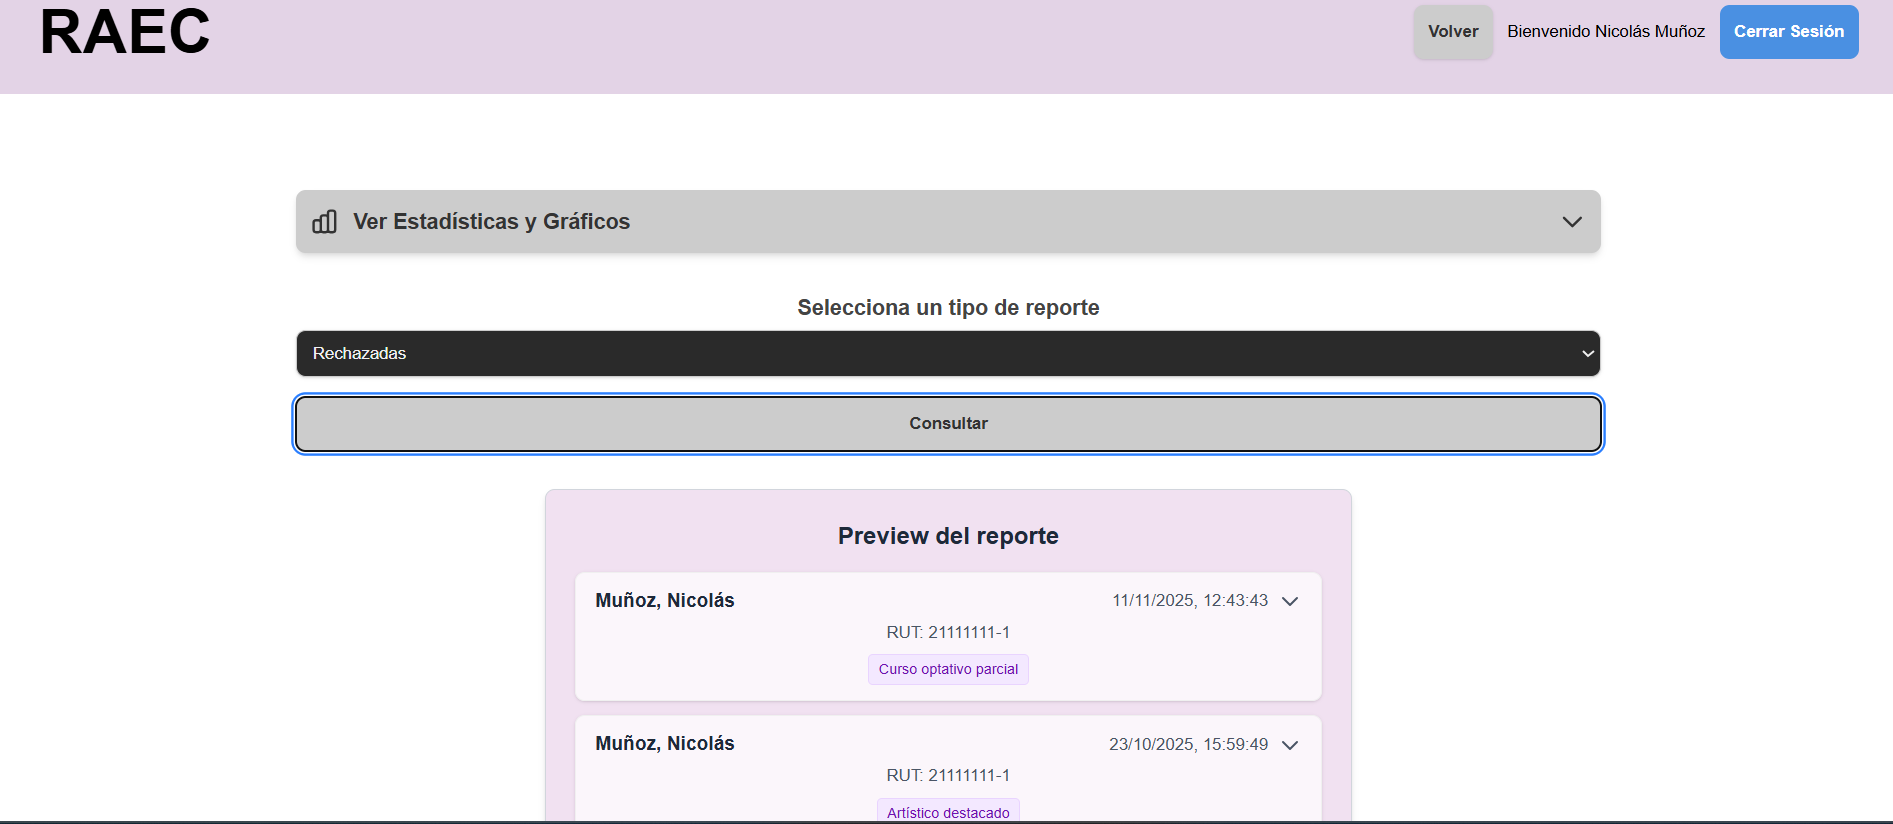 RAEC
Volver
Bienvenido Nicolás Muñoz
Cerrar Sesión
Ver Estadísticas y Gráficos
Selecciona un tipo de reporte
Rechazadas
Consultar
Preview del reporte
Muñoz, Nicolás
11/11/2025, 12:43:43
RUT: 21111111-1
Curso optativo parcial
Muñoz, Nicolás
23/10/2025, 15:59:49
RUT: 21111111-1
Artístico destacado